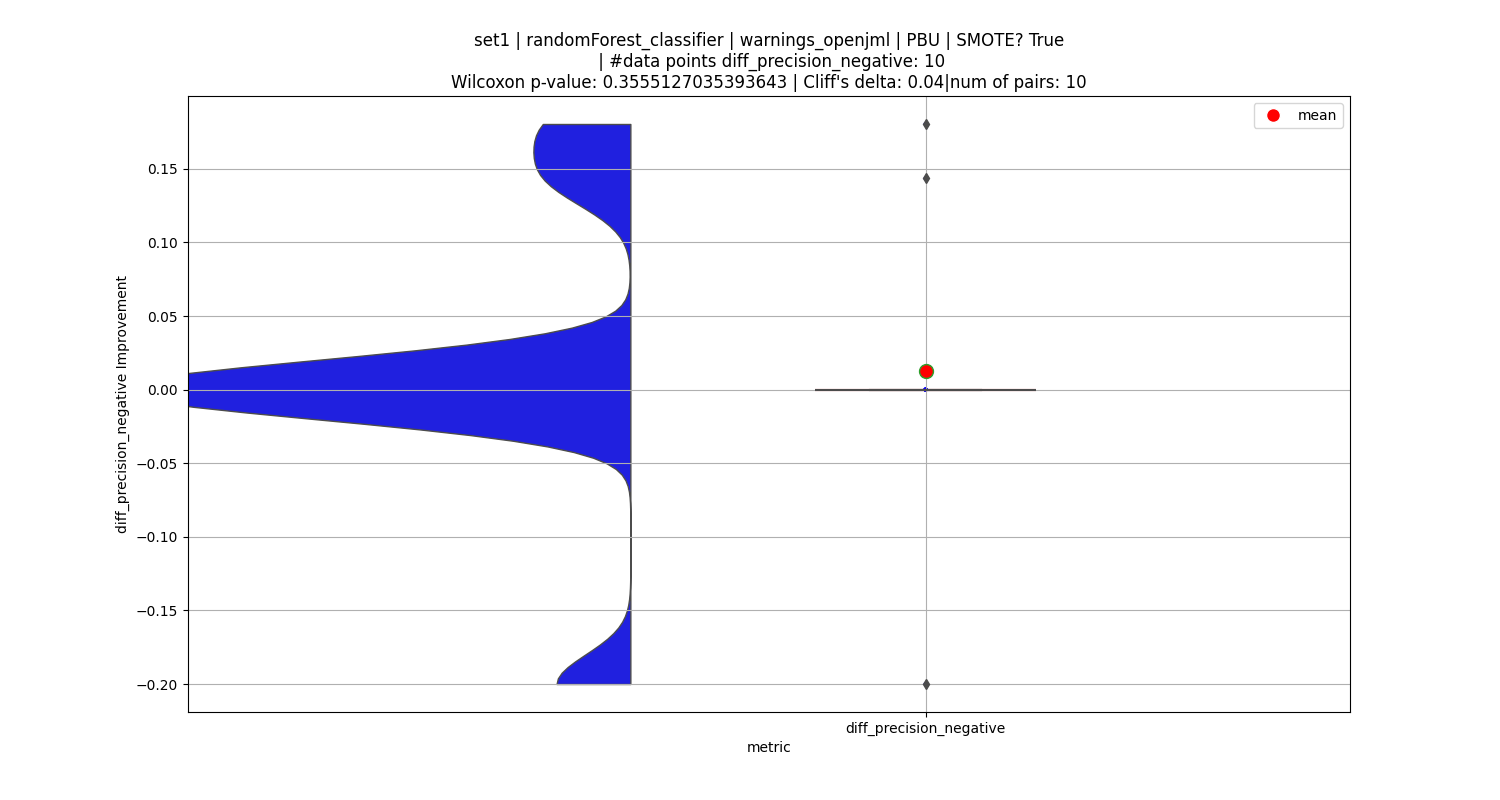 set1 | randomForest_classifier | warnings_openjml | PBU | SMOTE? True
| #data points diff_precision_negative: 10
Wilcoxon p-value: 0.3555127035393643 | Cliff's delta: 0.04|num of pairs: 10
mean
0.15
0.10
0.05
0.00
−0.05
−0.10
−0.15
−0.20
diff_precision_negative Improvement
diff_precision_negative
metric